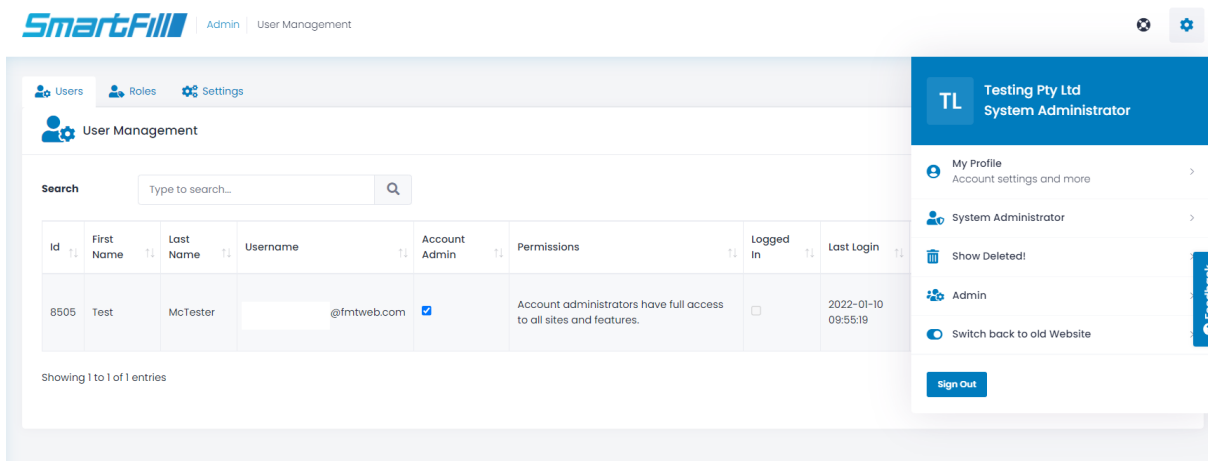 SmartFill Admin User Management
Users Roles Settings
User Management
Search Type to search...
Id First Name Last Name Username Account Admin Permissions Logged In Last Login
8505 Test McTester @fmtweb.com Account administrators have full access to all sites and features. 2022-01-10 09:55:19
Showing 1 to 1 of 1 entries
TL
Testing Pty Ltd
System Administrator
My Profile
Account settings and more
System Administrator
Show Deleted!
Admin
Switch back to old Website
Sign Out
Feedback